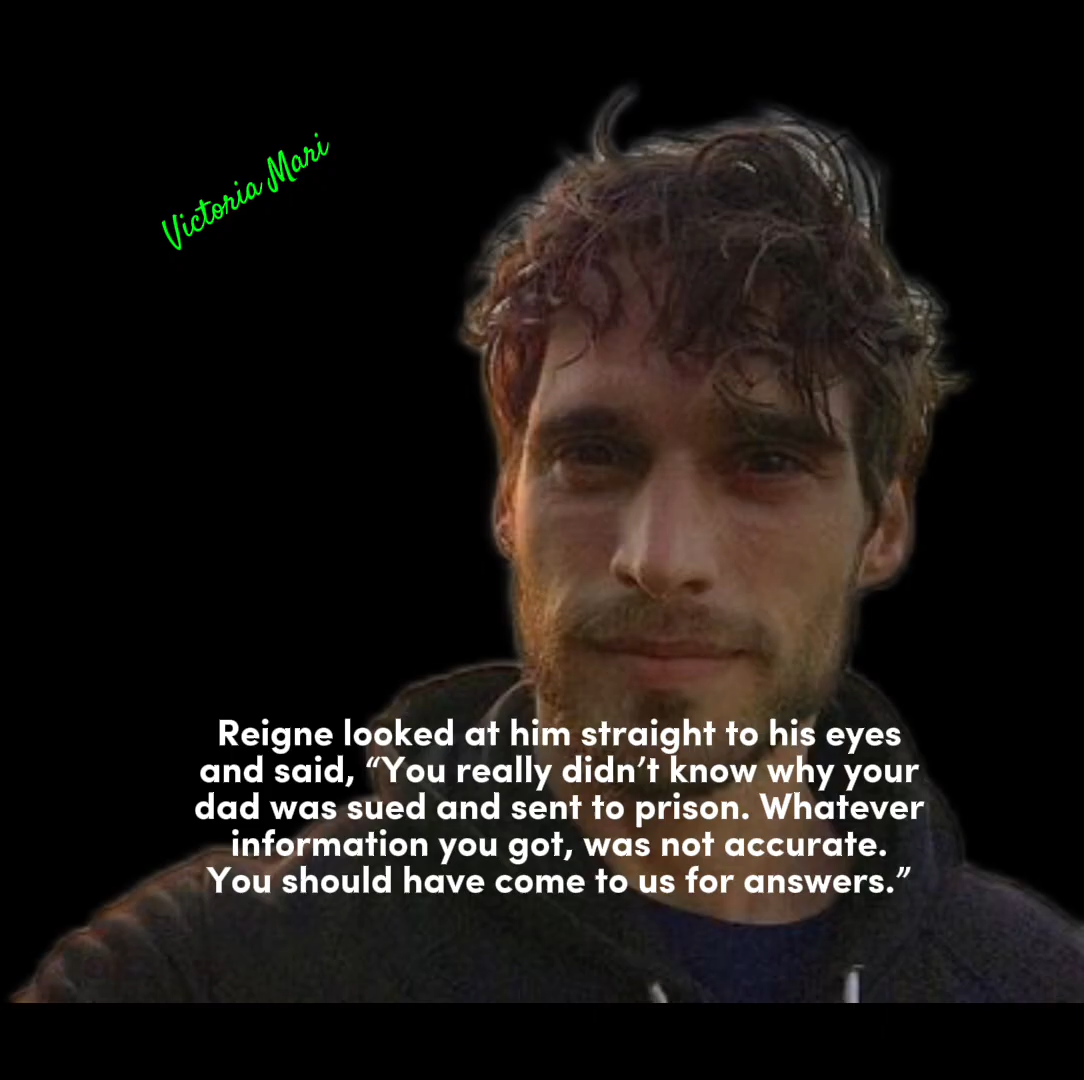 Victoria Mari
Reigne looked at him straight to his eyes
and said, “You really didn’t know why your
dad was sued and sent to prison. Whatever
information you got, was not accurate.
You should have come to us for answers.”